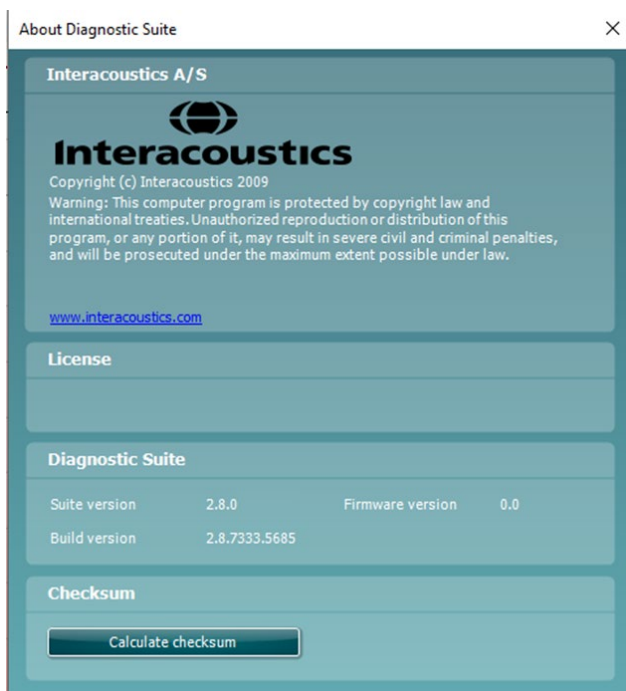 About Diagnostic Suite
Interacoustics A/S
Interacoustics
Copyright (c) Interacoustics 2009
Warning: This computer program is protected by copyright law and
international treaties. Unauthorized reproduction or distribution of this
program, or any portion of it, may result in severe civil and criminal penalties,
and will be prosecuted under the maximum extent possible under law.
www.interacoustics.com
License
Diagnostic Suite
Suite version 2.8.0 Firmware version 0.0
Build version 2.8.7333.5685
Checksum
Calculate checksum